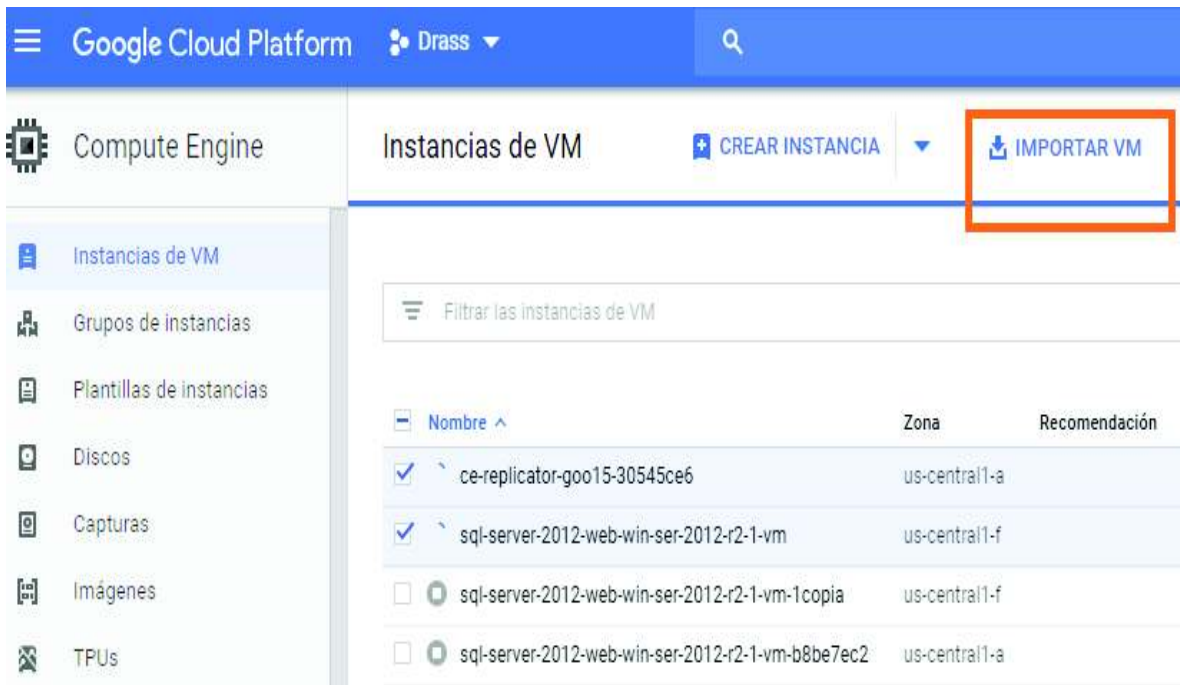 Google Cloud Platform
Drass
Compute Engine
Instancias de VM
CREAR INSTANCIA
IMPORTAR VM
Instancias de VM
Grupos de instancias
Plantillas de instancias
Discos
Capturas
Imágenes
TPUs
Filtrar las instancias de VM
Nombre Zona Recomendación
ce-replicator-goo15-30545ce6 us-central1-a
sql-server-2012-web-win-ser-2012-r2-1-vm us-central1-f
sql-server-2012-web-win-ser-2012-r2-1-vm-1copia us-central1-f
sql-server-2012-web-win-ser-2012-r2-1-vm-b8be7ec2 us-central1-a